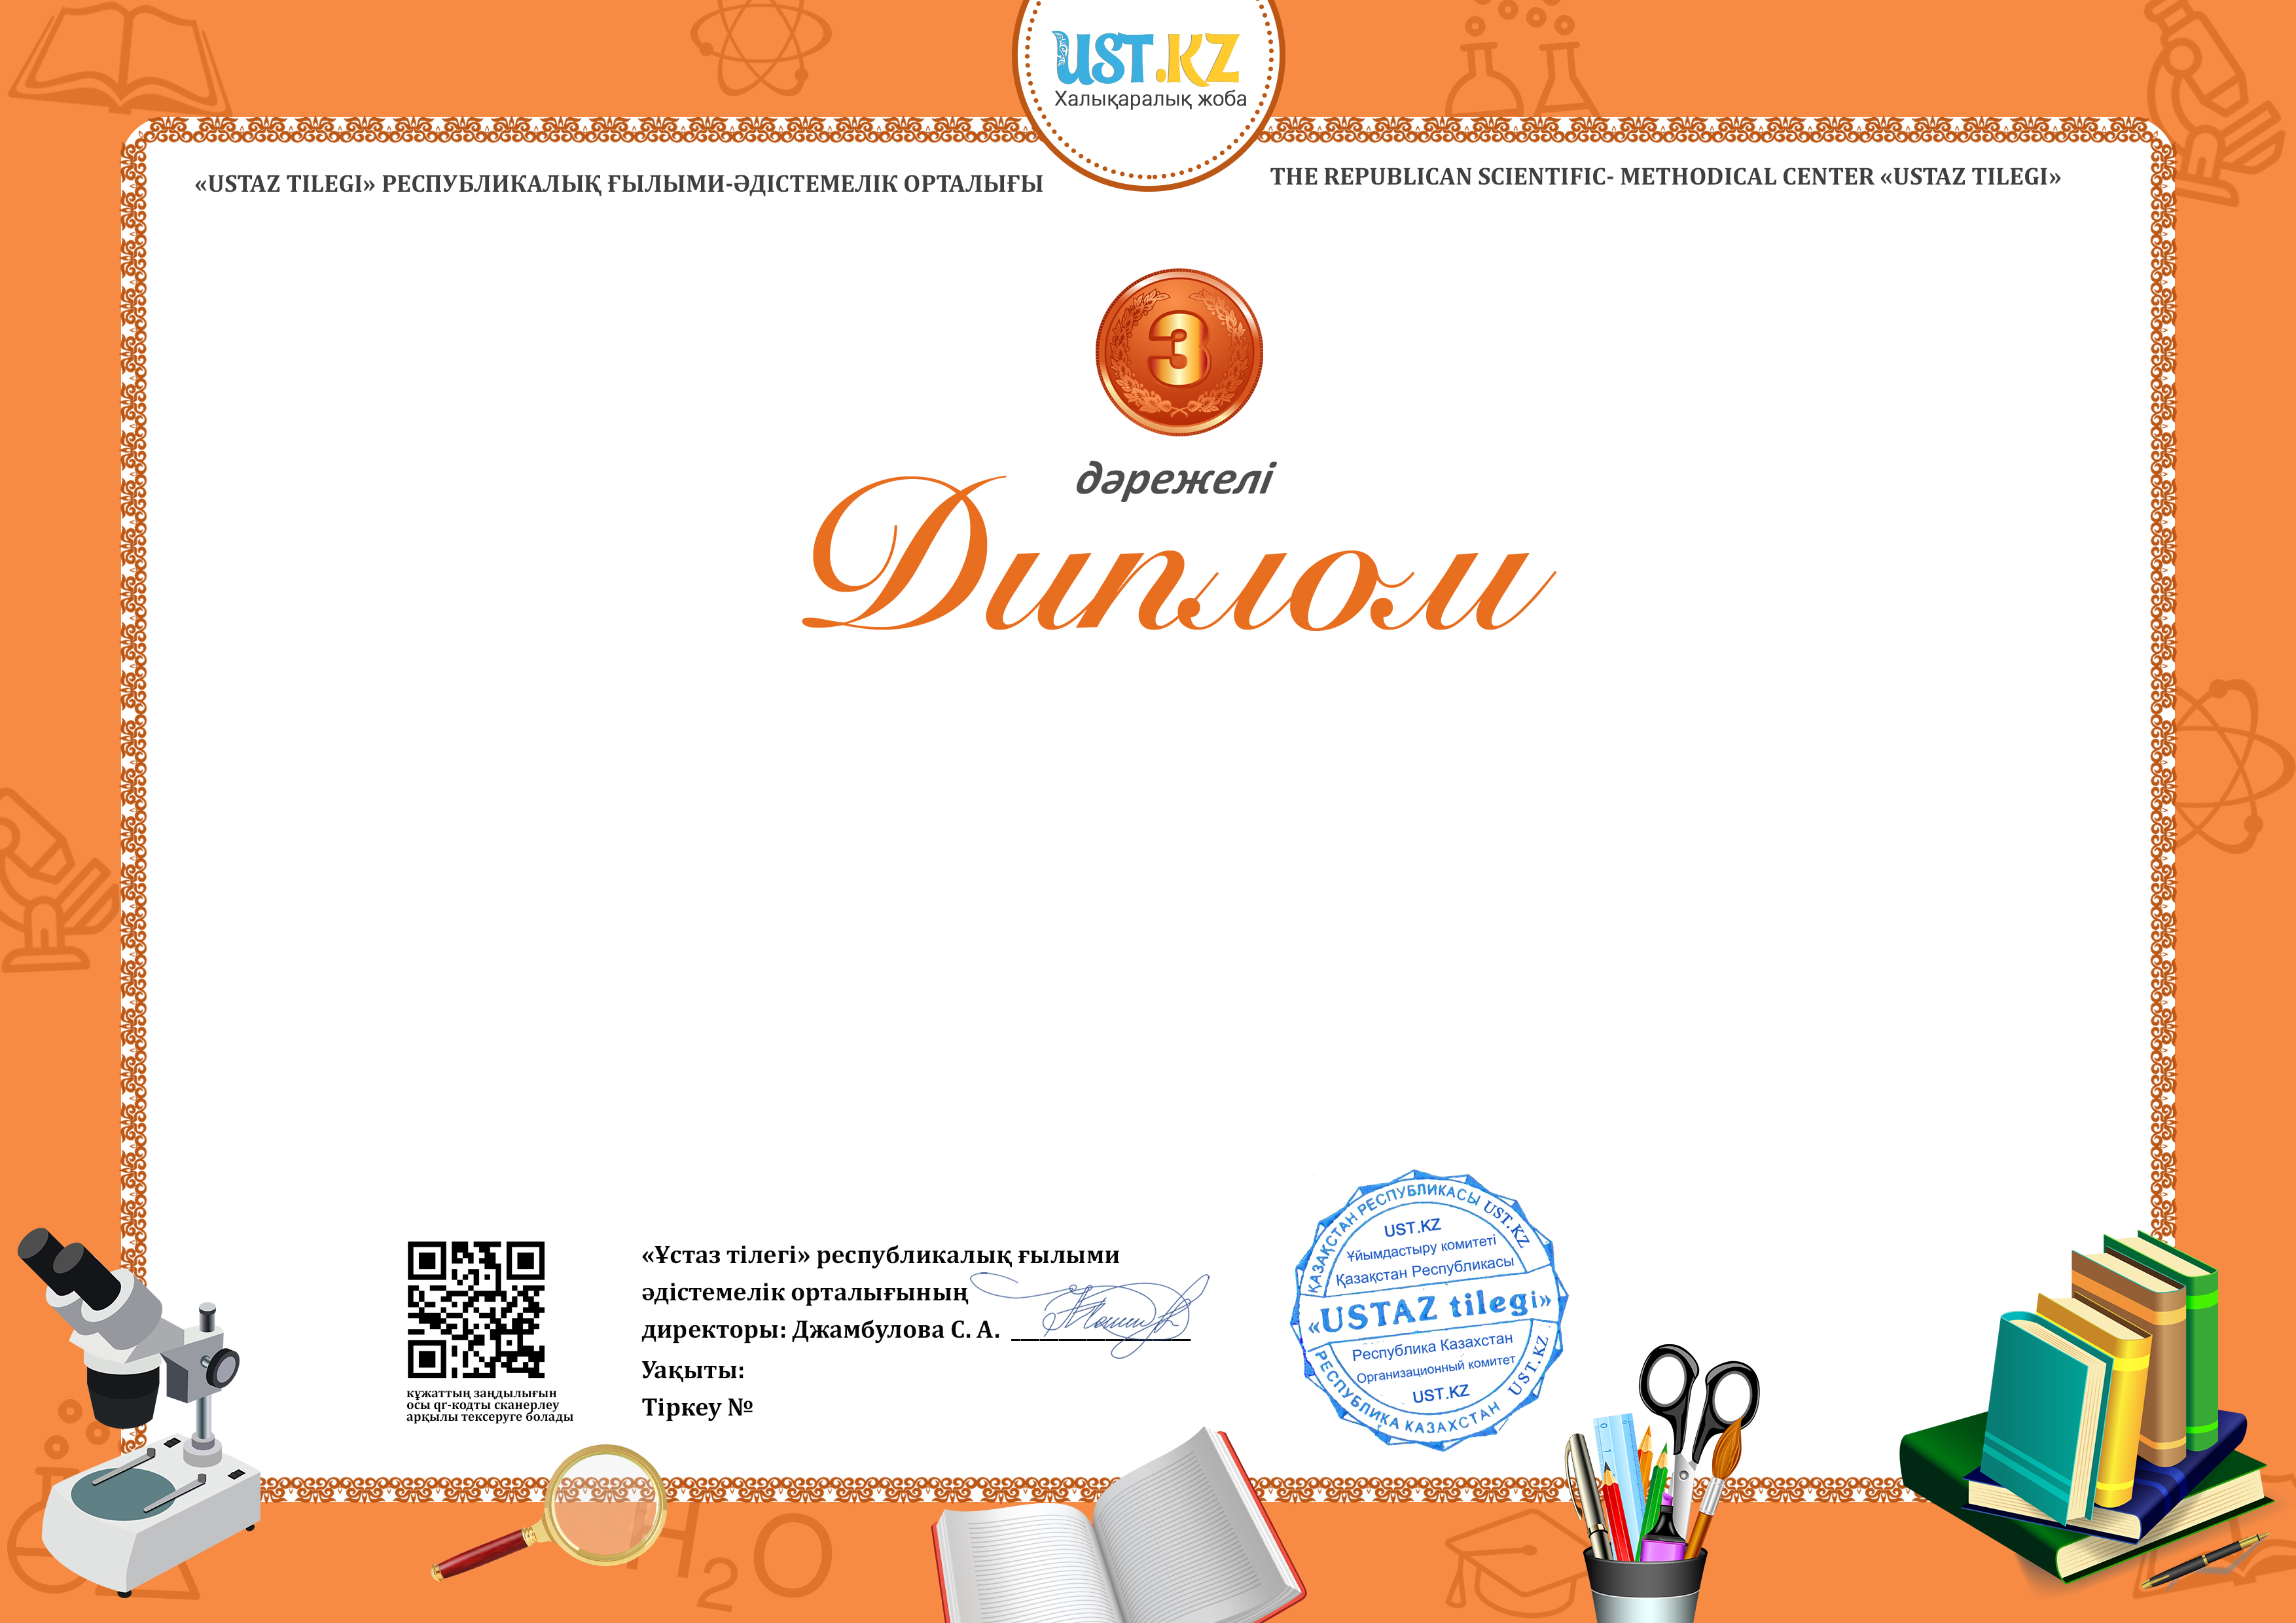 UST.KZ
Халықаралық жоба
«USTAZ TILEGI» РЕСПУБЛИКАЛЫҚ ҒЫЛЫМИ-ӘДІСТЕМЕЛІК ОРТАЛЫҒЫ
THE REPUBLICAN SCIENTIFIC- METHODICAL CENTER «USTAZ TILEGI»
3
дәрежелі
Диплом
«Ұстаз тілегі» республикалық ғылыми
әдістемелік орталығының
директоры: Джамбулова С. А.
Уақыты:
Тіркеу №
құжаттың заңдылығын
осы qr-кодты сканерлеу
арқылы тексеруге болады
ҚАЗАҚСТАН РЕСПУБЛИКАСЫ UST.KZ
UST.KZ
Ұйымдастыру комитеті
Қазақстан Республикасы
«USTAZ tilegi»
Республика Казахстан
Организационный комитет
UST.KZ
РЕСПУБЛИКА КАЗАХСТАН UST.KZ
H₂O